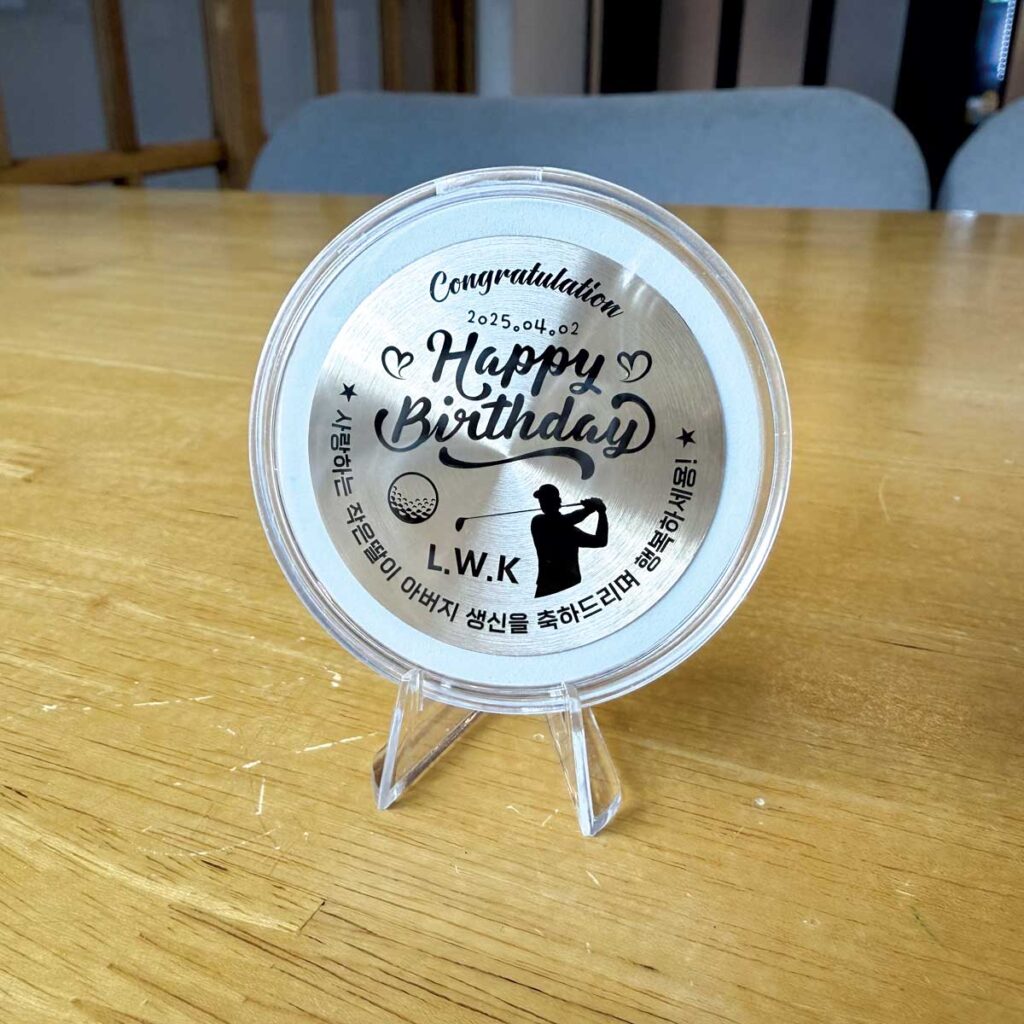 Congratulation
2025.04.02
Happy
Birthday
L.W.K
★ 사랑하는 작은딸이 아버지 생신을 축하드리며 행복하세용! ★